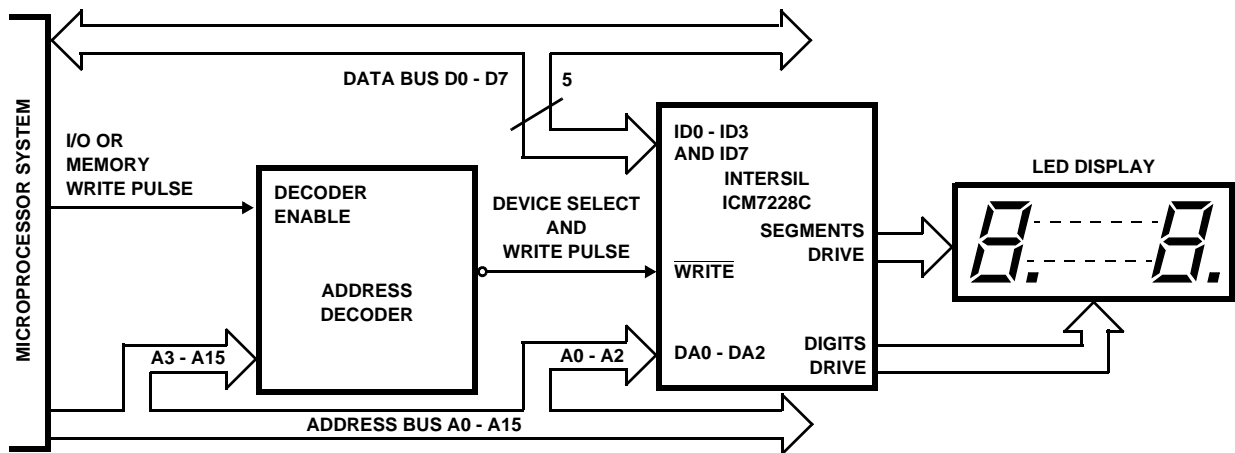 MICROPROCESSOR SYSTEM
DATA BUS D0 - D7
5
I/O OR
MEMORY
WRITE PULSE
DECODER
ENABLE
ADDRESS
DECODER
DEVICE SELECT
AND
WRITE PULSE
ID0 - ID3
AND ID7
INTERSIL
ICM7228C
SEGMENTS
DRIVE
WRITE
DA0 - DA2
DIGITS
DRIVE
LED DISPLAY
8. 8.
A3 - A15
A0 - A2
ADDRESS BUS A0 - A15